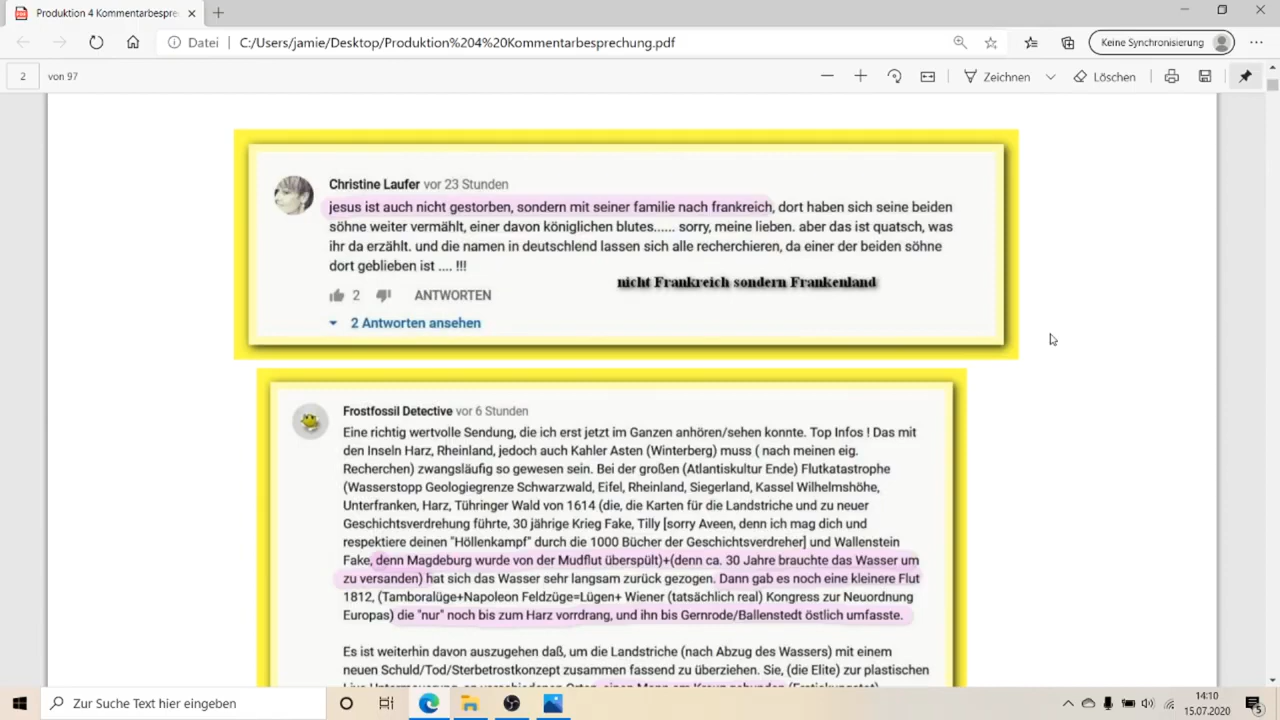 Produktion 4 Kommentarbespre
Datei C:/Users/jamie/Desktop/Produktion%204%20Kommentarbesprechung.pdf
Keine Synchronisierung
2 von 97
Zeichnen
Löschen
Christine Laufer vor 23 Stunden
jesus ist auch nicht gestorben, sondern mit seiner familie nach frankreich, dort haben sich seine beiden
söhne weiter vermählt, einer davon königlichen blutes...... sorry, meine lieben. aber das ist quatsch, was
ihr da erzählt. und die namen in deutschlend lassen sich alle recherchieren, da einer der beiden söhne
dort geblieben ist .... !!!
nicht Frankreich sondern Frankenland
2 ANTWORTEN
2 Antworten ansehen
Frostfossil Detective vor 6 Stunden
Eine richtig wertvolle Sendung, die ich erst jetzt im Ganzen anhören/sehen konnte. Top Infos ! Das mit
den Inseln Harz, Rheinland, jedoch auch Kahler Asten (Winterberg) muss ( nach meinen eig.
Recherchen) zwangsläufig so gewesen sein. Bei der großen (Atlantiskultur Ende) Flutkatastrophe
(Wasserstopp Geologiegrenze Schwarzwald, Eifel, Rheinland, Siegerland, Kassel Wilhelmshöhe,
Unterfranken, Harz, Tühringer Wald von 1614 (die, die Karten für die Landstriche und zu neuer
Geschichtsverdrehung führte, 30 jährige Krieg Fake, Tilly [sorry Aveen, denn ich mag dich und
respektiere deinen "Höllenkampf" durch die 1000 Bücher der Geschichtsverdreher] und Wallenstein
Fake, denn Magdeburg wurde von der Mudflut überspült)+(denn ca. 30 Jahre brauchte das Wasser um
zu versanden) hat sich das Wasser sehr langsam zurück gezogen. Dann gab es noch eine kleinere Flut
1812, (Tamboralüge+Napoleon Feldzüge=Lügen+ Wiener (tatsächlich real) Kongress zur Neuordnung
Europas) die "nur" noch bis zum Harz vorrdrang, und ihn bis Gernrode/Ballenstedt östlich umfasste.
Es ist weiterhin davon auszugehen daß, um die Landstriche (nach Abzug des Wassers) mit einem
neuen Schuld/Tod/Sterbetrostkonzept zusammen fassend zu überziehen. Sie, (die Elite) zur plastischen
Zur Suche Text hier eingeben
14:10
15.07.2020
5